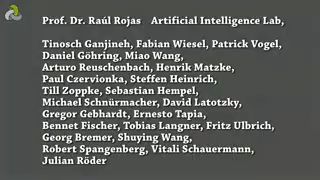 Prof. Dr. Raúl Rojas Artificial Intelligence Lab,
Tinosch Ganjineh, Fabian Wiesel, Patrick Vogel,
Daniel Göhring, Miao Wang,
Arturo Reuschenbach, Henrik Matzke,
Paul Czervionka, Steffen Heinrich,
Till Zoppke, Sebastian Hempel,
Michael Schnürmacher, David Latotzky,
Gregor Gebhardt, Ernesto Tapia,
Bennet Fischer, Tobias Langner, Fritz Ulbrich,
Georg Bremer, Shuying Wang,
Robert Spangenberg, Vitali Schauermann,
Julian Röder